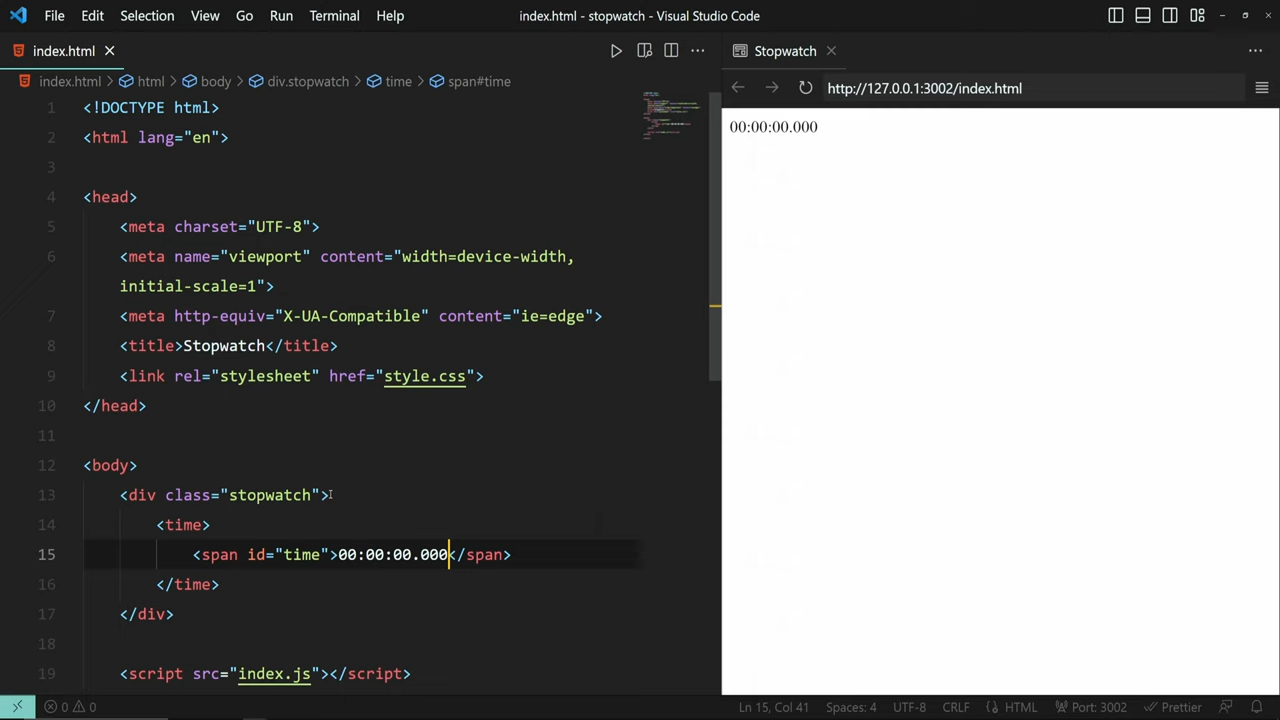 File Edit Selection View Go Run Terminal Help index.html - stopwatch - Visual Studio Code
index.html
Stopwatch
index.html > html > body > div.stopwatch > time > span#time
http://127.0.0.1:3002/index.html
1 <!DOCTYPE html>
2 <html lang="en">
3
4 <head>
5 <meta charset="UTF-8">
6 <meta name="viewport" content="width=device-width,
initial-scale=1">
7 <meta http-equiv="X-UA-Compatible" content="ie=edge">
8 <title>Stopwatch</title>
9 <link rel="stylesheet" href="style.css">
10 </head>
11
12 <body>
13 <div class="stopwatch">
14 <time>
15 <span id="time">00:00:00.000</span>
16 </time>
17 </div>
18
19 <script src="index.js"></script>
00:00:00.000
0 0 Ln 15, Col 41 Spaces: 4 UTF-8 CRLF {} HTML Port: 3002 Prettier